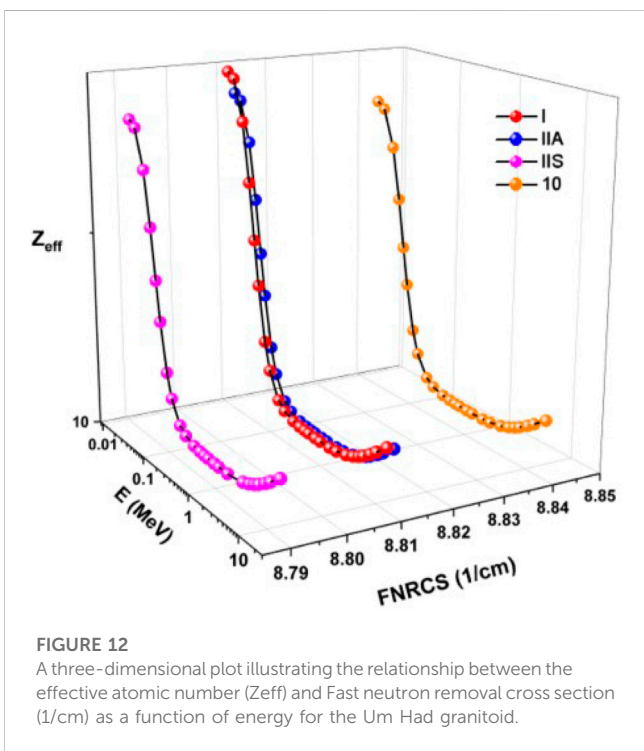 I
IIA
IIS
10
Zeff
10
0.01
0.1
1
10
E (MeV)
8.79
8.80
8.81
8.82
8.83
8.84
8.85
FNRCS (1/cm)
FIGURE 12
A three-dimensional plot illustrating the relationship between the
effective atomic number (Zeff) and Fast neutron removal cross section
(1/cm) as a function of energy for the Um Had granitoid.